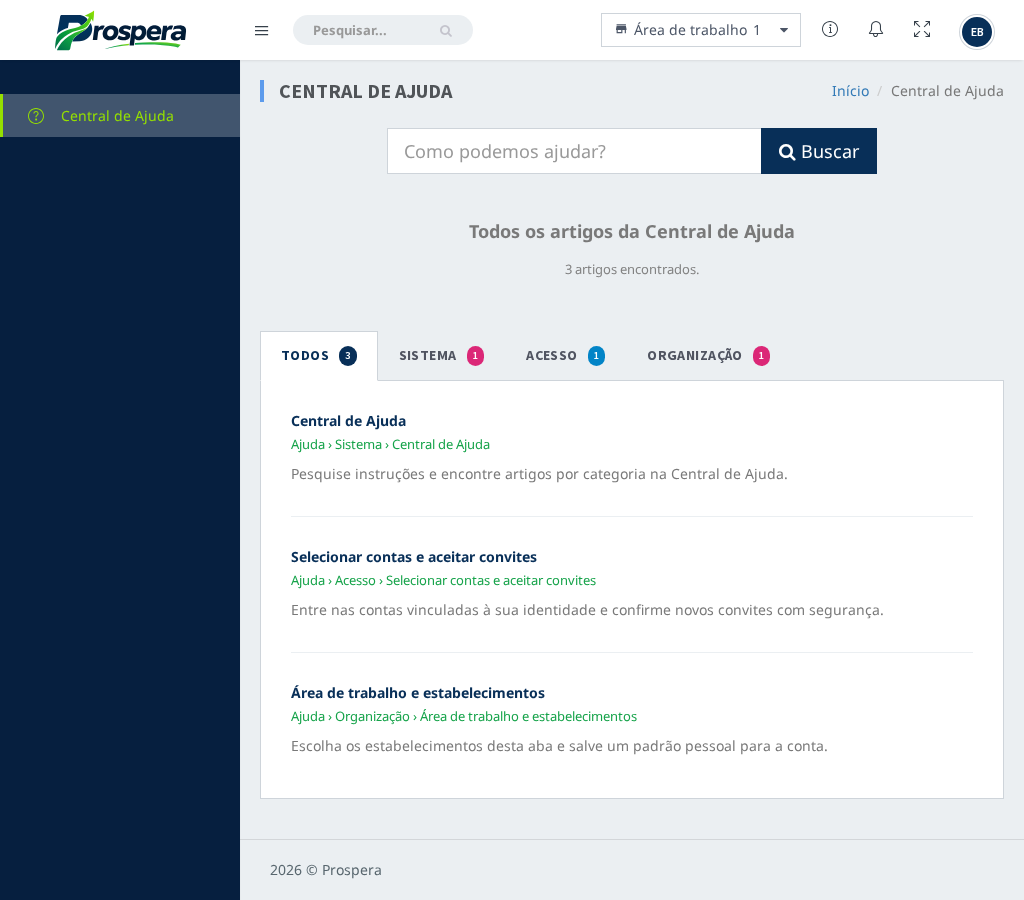 Prospera
Pesquisar...
Área de trabalho 1
EB
Central de Ajuda
CENTRAL DE AJUDA
Início / Central de Ajuda
Como podemos ajudar?
Buscar
Todos os artigos da Central de Ajuda
3 artigos encontrados.
TODOS 3
SISTEMA 1
ACESSO 1
ORGANIZAÇÃO 1
Central de Ajuda
Ajuda › Sistema › Central de Ajuda
Pesquise instruções e encontre artigos por categoria na Central de Ajuda.
Selecionar contas e aceitar convites
Ajuda › Acesso › Selecionar contas e aceitar convites
Entre nas contas vinculadas à sua identidade e confirme novos convites com segurança.
Área de trabalho e estabelecimentos
Ajuda › Organização › Área de trabalho e estabelecimentos
Escolha os estabelecimentos desta aba e salve um padrão pessoal para a conta.
2026 © Prospera